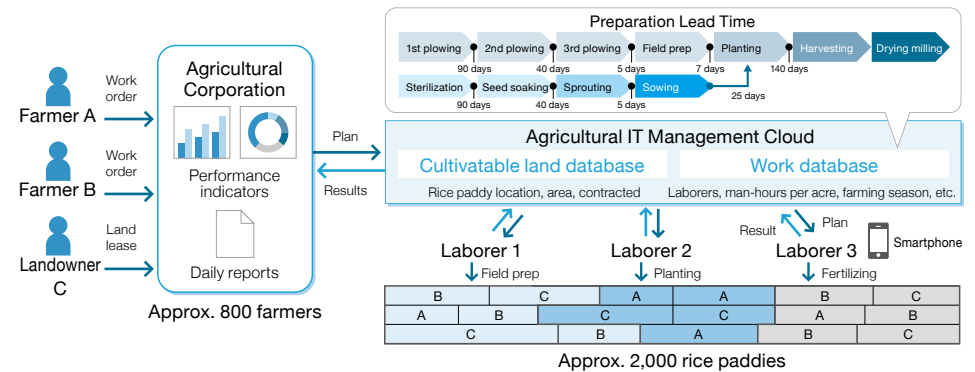 Preparation Lead Time
1st plowing
2nd plowing
3rd plowing
Field prep
Planting
Harvesting
Drying milling
90 days
40 days
5 days
7 days
140 days
Sterilization
Seed soaking
Sprouting
Sowing
90 days
40 days
5 days
25 days
Farmer A
Work
order
Farmer B
Work
order
Landowner
C
Land
lease
Agricultural
Corporation
Performance
indicators
Daily reports
Approx. 800 farmers
Plan
Results
Agricultural IT Management Cloud
Cultivatable land database
Work database
Rice paddy location, area, contracted
Laborers, man-hours per acre, farming season, etc.
Laborer 1
Laborer 2
Result
Plan
Laborer 3
Smartphone
Field prep
Planting
Fertilizing
B C A A B C
A B C C A B
C B A B C
Approx. 2,000 rice paddies